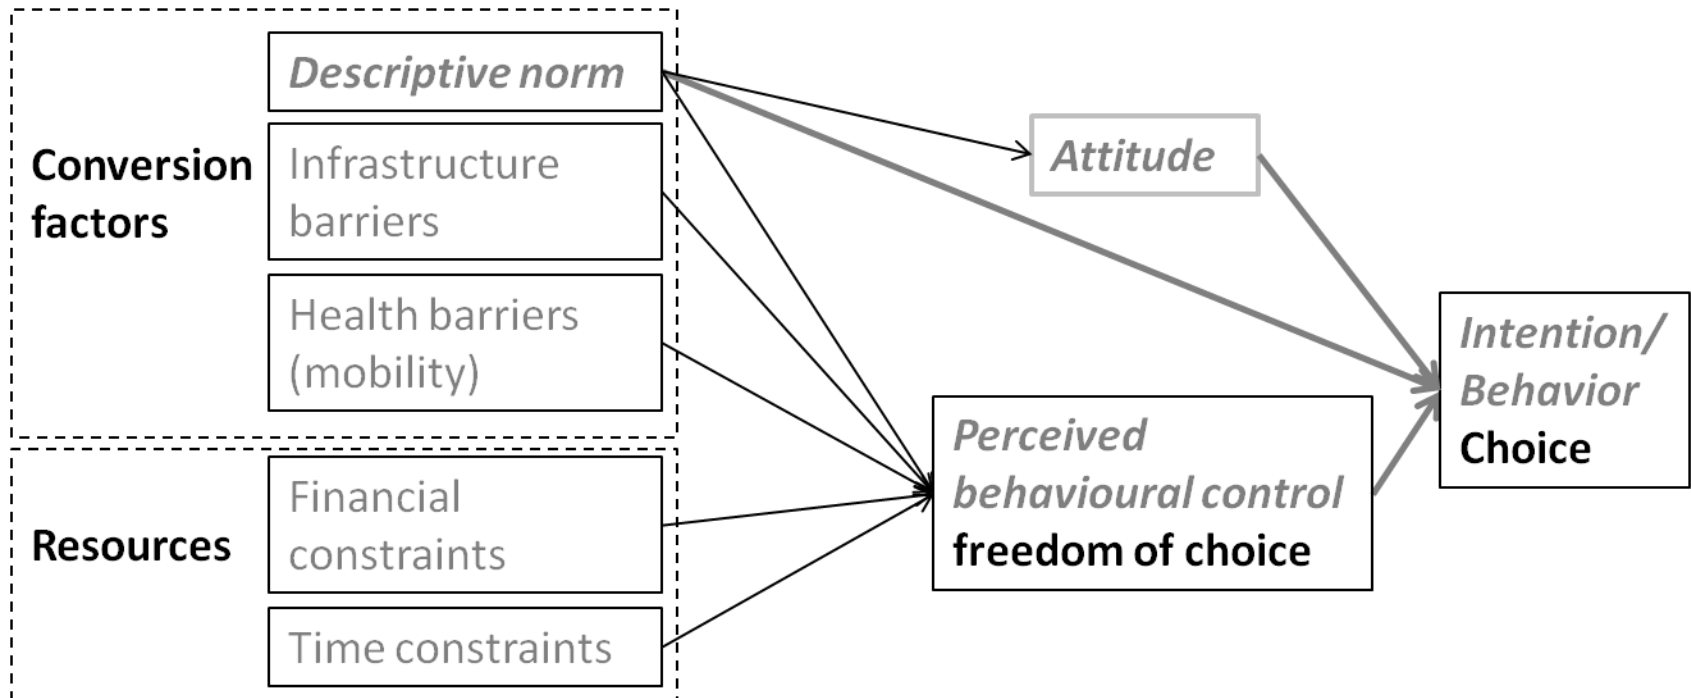 Conversion
factors
Descriptive norm
Infrastructure
barriers
Health barriers
(mobility)
Resources
Financial
constraints
Time constraints
Attitude
Perceived
behavioural control
freedom of choice
Intention/
Behavior
Choice